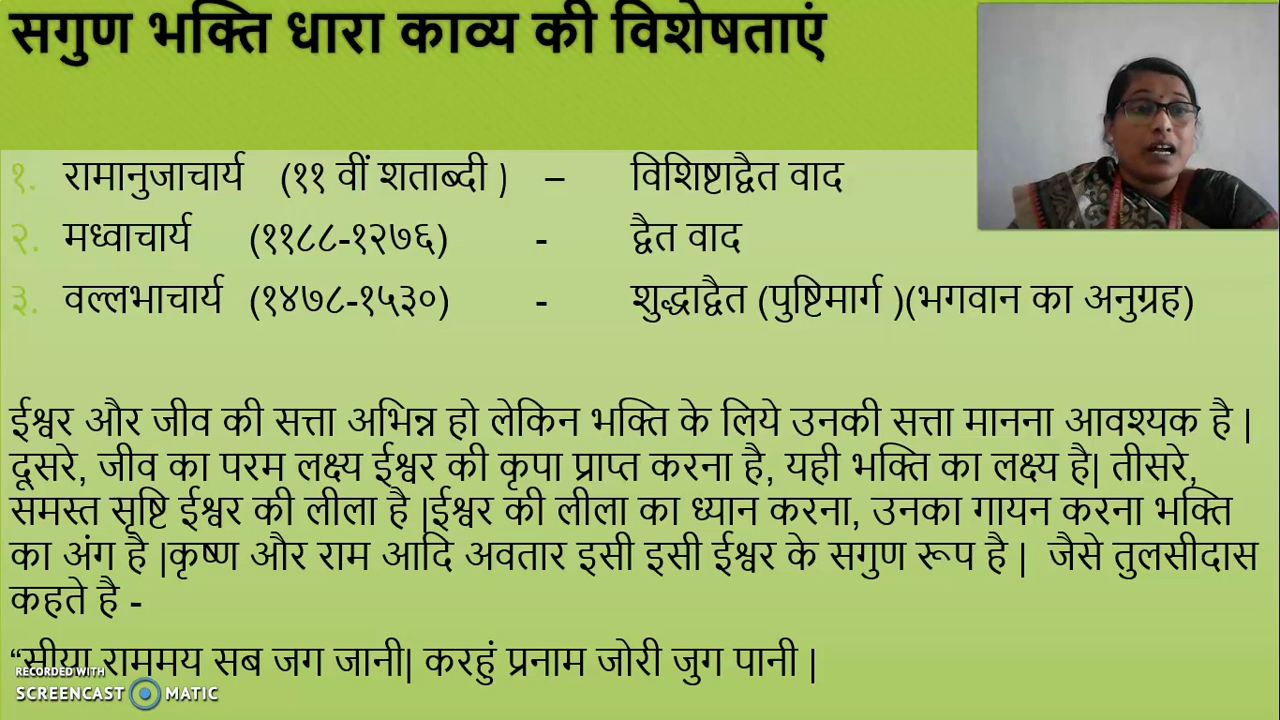 सगुण भक्ति धारा काव्य की विशेषताएं
१. रामानुजाचार्य (११ वीं शताब्दी ) – विशिष्टाद्वैत वाद
२. मध्वाचार्य (११८८-१२७६) - द्वैत वाद
३. वल्लभाचार्य (१४७८-१५३०) - शुद्धाद्वैत (पुष्टिमार्ग )(भगवान का अनुग्रह)
ईश्वर और जीव की सत्ता अभिन्न हो लेकिन भक्ति के लिये उनकी सत्ता मानना आवश्यक है |
दूसरे, जीव का परम लक्ष्य ईश्वर की कृपा प्राप्त करना है, यही भक्ति का लक्ष्य है| तीसरे,
समस्त सृष्टि ईश्वर की लीला है |ईश्वर की लीला का ध्यान करना, उनका गायन करना भक्ति
का अंग है |कृष्ण और राम आदि अवतार इसी इसी ईश्वर के सगुण रूप है | जैसे तुलसीदास
कहते है -
“सीया राममय सब जग जानी| करहुं प्रनाम जोरी जुग पानी |
RECORDED WITH
SCREENCAST MATIC